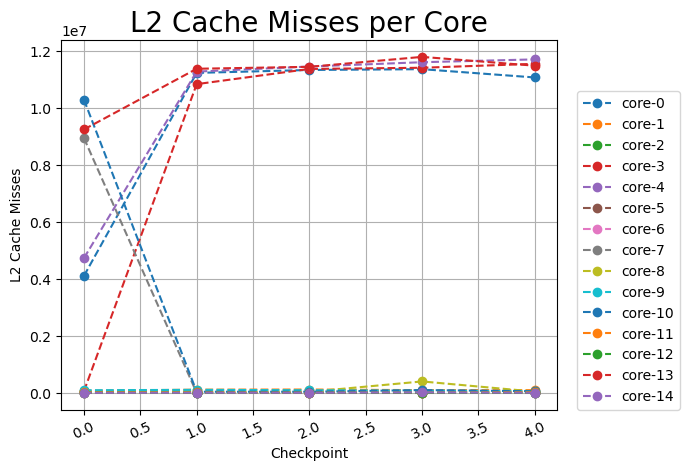 L2 Cache Misses per Core
1e7
1.2
1.0
0.8
0.6
0.4
0.2
0.0
L2 Cache Misses
0.0 0.5 1.0 1.5 2.0 2.5 3.0 3.5 4.0
Checkpoint
core-0
core-1
core-2
core-3
core-4
core-5
core-6
core-7
core-8
core-9
core-10
core-11
core-12
core-13
core-14